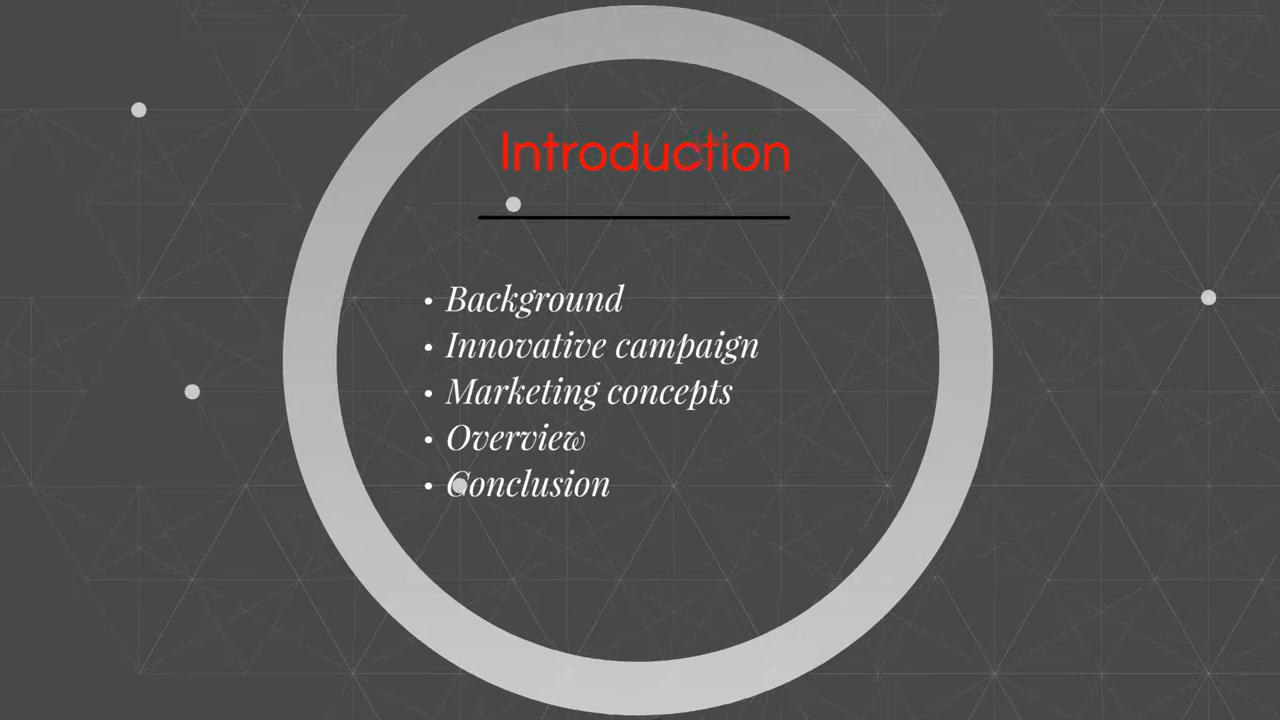 Introduction
• Background
• Innovative campaign
• Marketing concepts
• Overview
• Conclusion